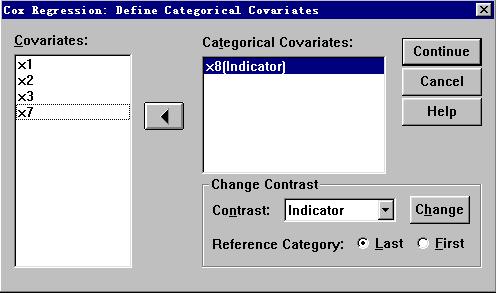 Cox Regression: Define Categorical Covariates
Covariates:
x1
x2
x3
x7
Categorical Covariates:
x8(Indicator)
Continue
Cancel
Help
Change Contrast
Contrast: Indicator Change
Reference Category: Last First